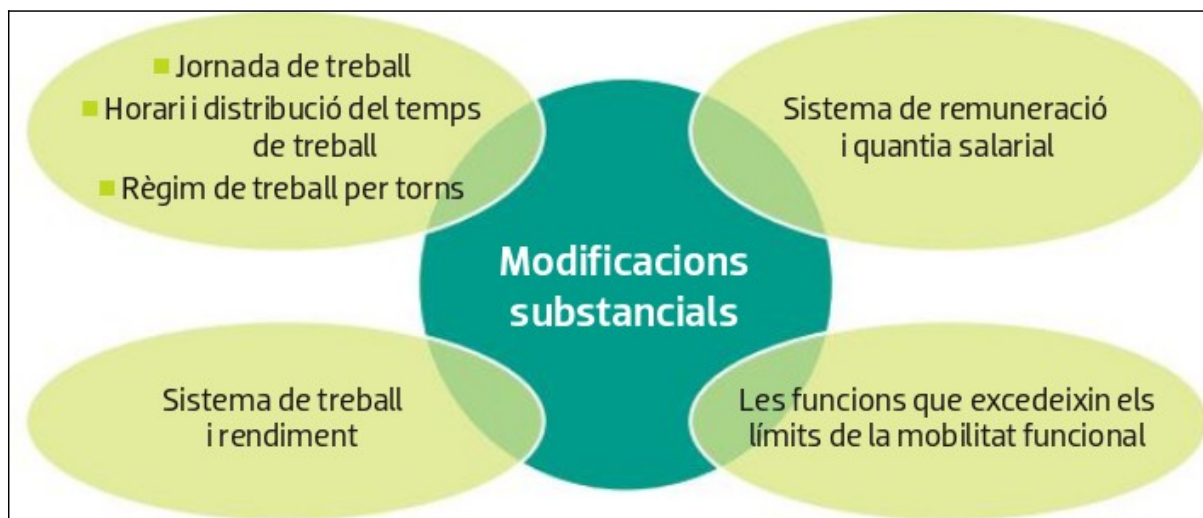 Jornada de treball
Horari i distribució del temps
de treball
Règim de treball per torns
Sistema de remuneració
i quantia salarial
Modificacions
substancials
Sistema de treball
i rendiment
Les funcions que excedeixin els
límits de la mobilitat funcional